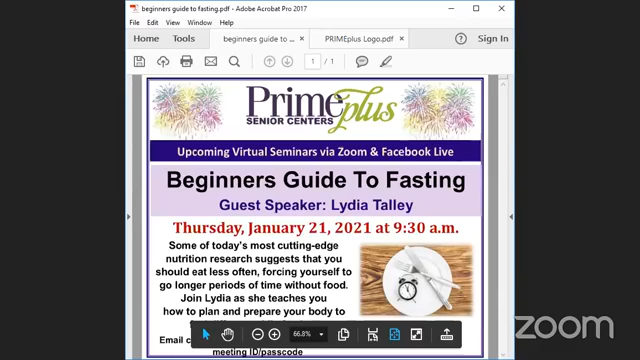 beginners guide to fasting.pdf - Adobe Acrobat Pro 2017
File Edit View Window Help
Home Tools beginners guide to ... × PRIMEplus Logo.pdf × Sign In
1 / 1
Prime plus
SENIOR CENTERS
Upcoming Virtual Seminars via Zoom & Facebook Live
Beginners Guide To Fasting
Guest Speaker: Lydia Talley
Thursday, January 21, 2021 at 9:30 a.m.
Some of today's most cutting-edge
nutrition research suggests that you
should eat less often, forcing yourself to
go longer periods of time without food.
Join Lydia as she teaches you
how to plan and prepare your body to
Email
66.8%
meeting ID/passcode
zoom